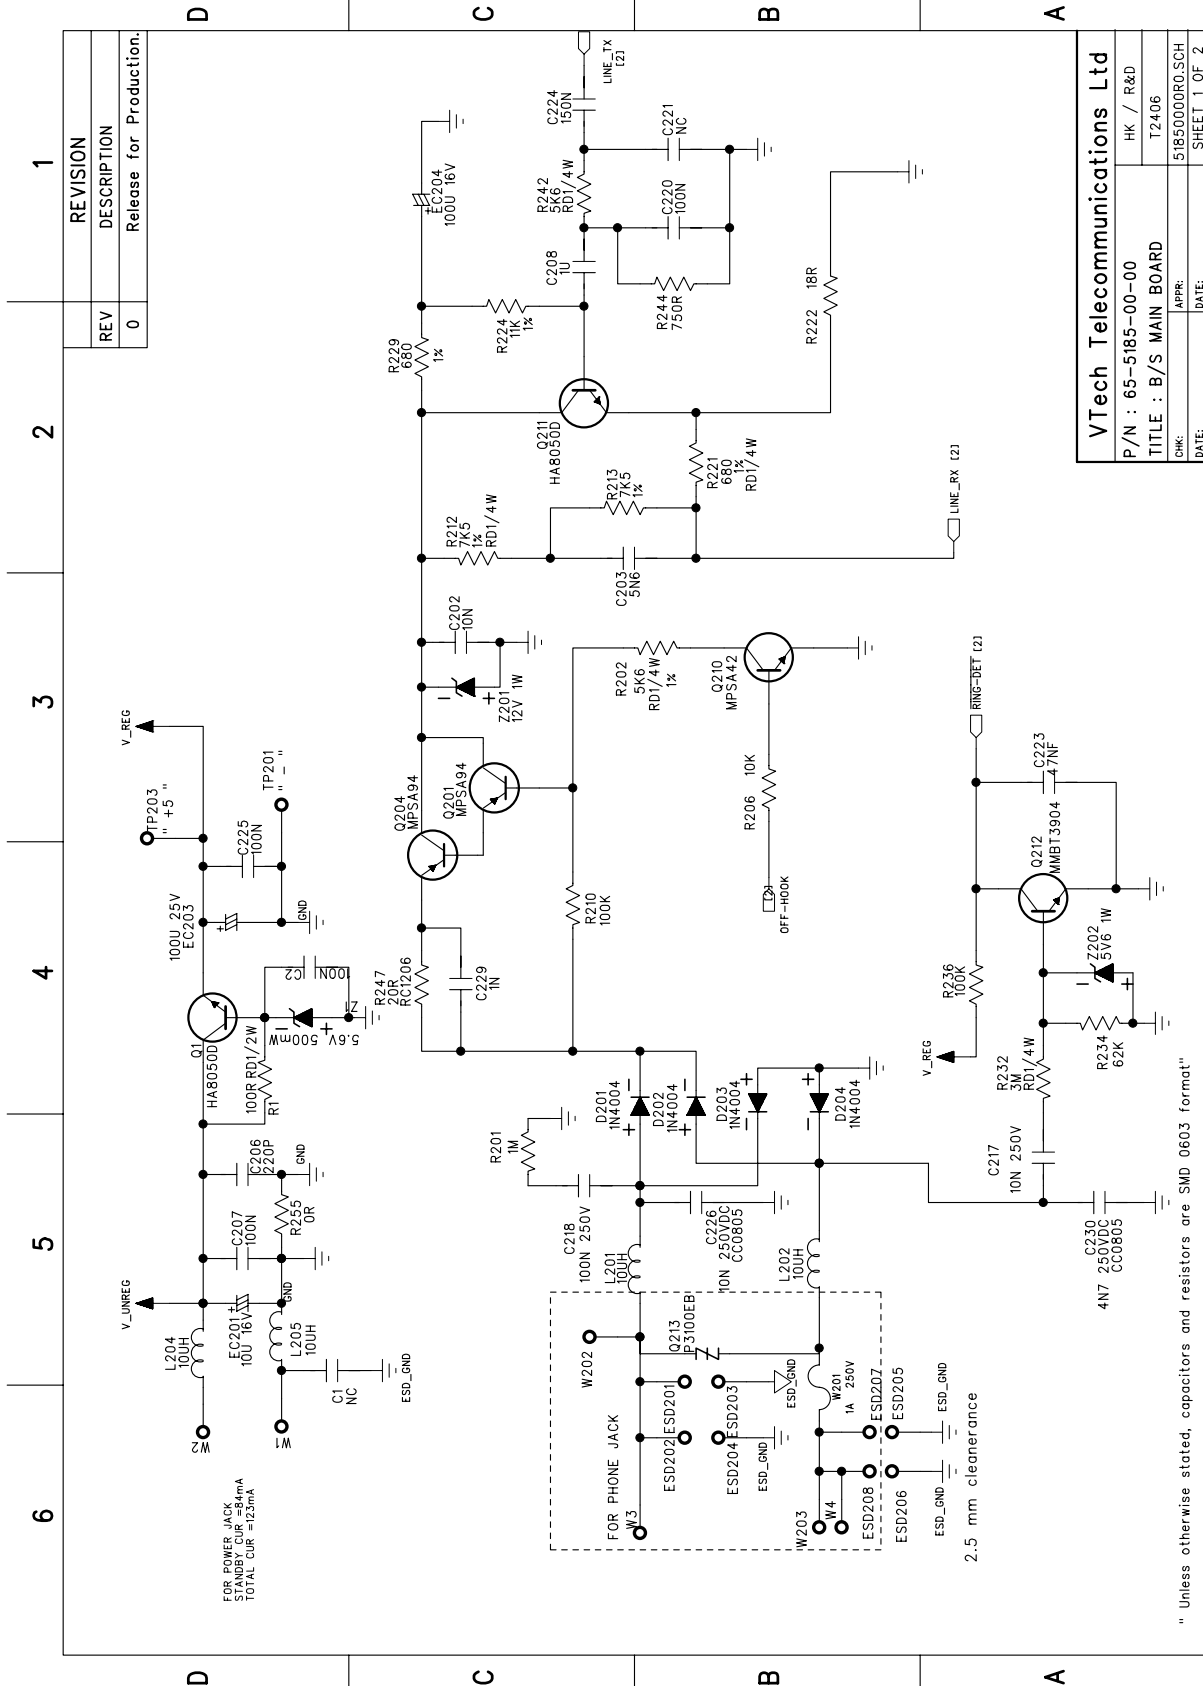 6
5
4
3
2
1
D
C
B
A
D
C
B
A
REVISION
REV
DESCRIPTION
0
Release for Production.
FOR POWER JACK
STANDBY CUR =84mA
TOTAL CUR =123mA
W2
W1
L204
10UH
L205
10UH
C1
NC
ESD_GND
V_UNREG
EC201
10U 16V
+
GND
C207
100N
C206
220P
R255
0R
GND
Q1
HA8050D
100R RD1/2W
R1
C2
100N
5.6V
500mW
Z1
-
+
100U 25V
EC203
+
GND
C225
100N
TP203
" +5 "
TP201
" _ "
V_REG
R247
20R
RC1206
C229
1N
R210
100K
Q204
MPSA94
Q201
MPSA94
Z201
12V 1W
-
+
C202
10N
R212
7K5
1%
RD1/4W
R213
7K5
1%
C203
5N6
R229
680
1%
R224
11K
1%
+
EC204
100U 16V
Q211
HA8050D
C208
1U
R242
5K6
RD1/4W
C224
150N
LINE_TX
[2]
C221
NC
C220
100N
R244
750R
R222 18R
R221
680
1%
RD1/4W
LINE_RX [2]
R202
5K6
RD1/4W
1%
Q210
MPSA42
R206 10K
[2]
OFF-HOOK
R201
1M
C218
100N 250V
D201
1N4004
D202
1N4004
D203
1N4004
D204
1N4004
+
-
+
-
+
-
+
-
L201
10UH
C226
10N 250VDC
CC0805
L202
10UH
FOR PHONE JACK
W202
W3
Q213
P3100EB
ESD201
ESD202
ESD203
ESD204
ESD_GND
ESD_GND
W201
1A 250V
W203
W4
ESD207
ESD205
ESD208
ESD206
ESD_GND
ESD_GND
2.5 mm cleanerance
C217
10N 250V
C230
4N7 250VDC
CC0805
R232
3M
RD1/4W
R234
62K
V_REG
R236
100K
Z202
5V6 1W
-
+
Q212
MMBT3904
C223
47NF
RING-DET [2]
" Unless otherwise stated, capacitors and resistors are SMD 0603 format"
VTech Telecommunications Ltd
P/N : 65-5185-00-00
HK / R&D
TITLE : B/S MAIN BOARD
T2406
CHK:
APPR:
51850000R0.SCH
DATE:
DATE:
SHEET 1 OF 2